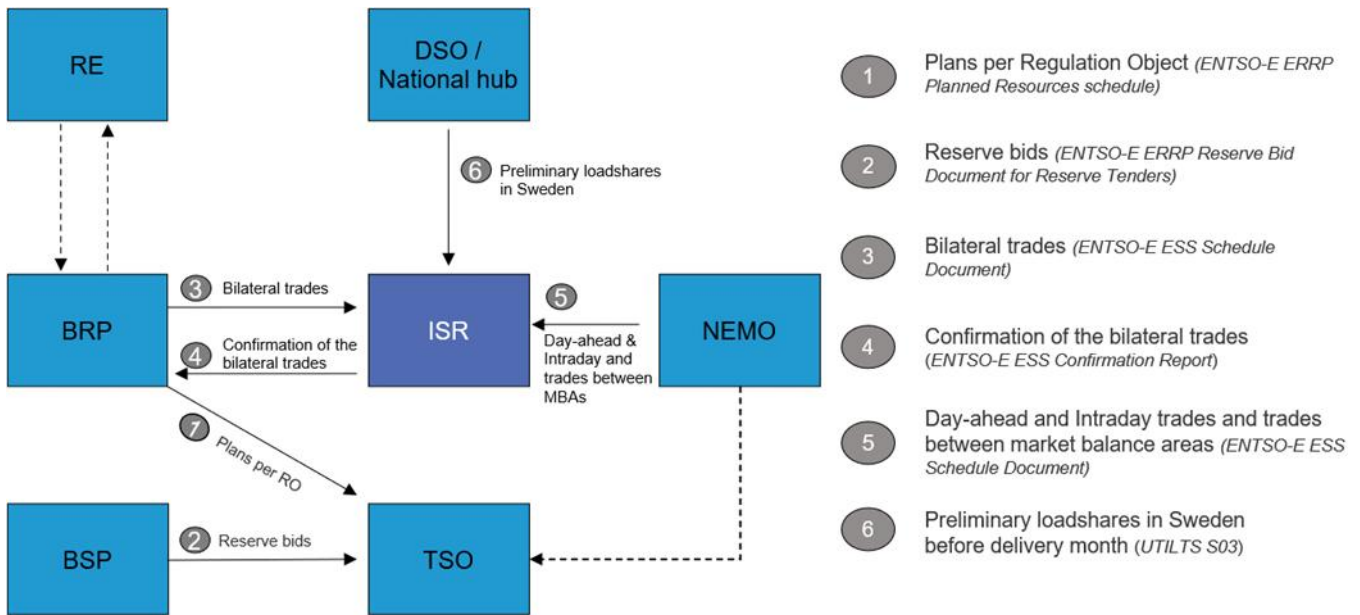 RE
DSO /
National hub
6
Preliminary loadshares
in Sweden
BRP
3 Bilateral trades
4
Confirmation of the
bilateral trades
ISR
5
Day-ahead &
Intraday and
trades between
MBAs
NEMO
1
Plans per RO
BSP
2 Reserve bids
TSO
1
Plans per Regulation Object (ENTSO-E ERRP
Planned Resources schedule)
2
Reserve bids (ENTSO-E ERRP Reserve Bid
Document for Reserve Tenders)
3
Bilateral trades (ENTSO-E ESS Schedule
Document)
4
Confirmation of the bilateral trades
(ENTSO-E ESS Confirmation Report)
5
Day-ahead and Intraday trades and trades
between market balance areas (ENTSO-E ESS
Schedule Document)
6
Preliminary loadshares in Sweden
before delivery month (UTILTS S03)